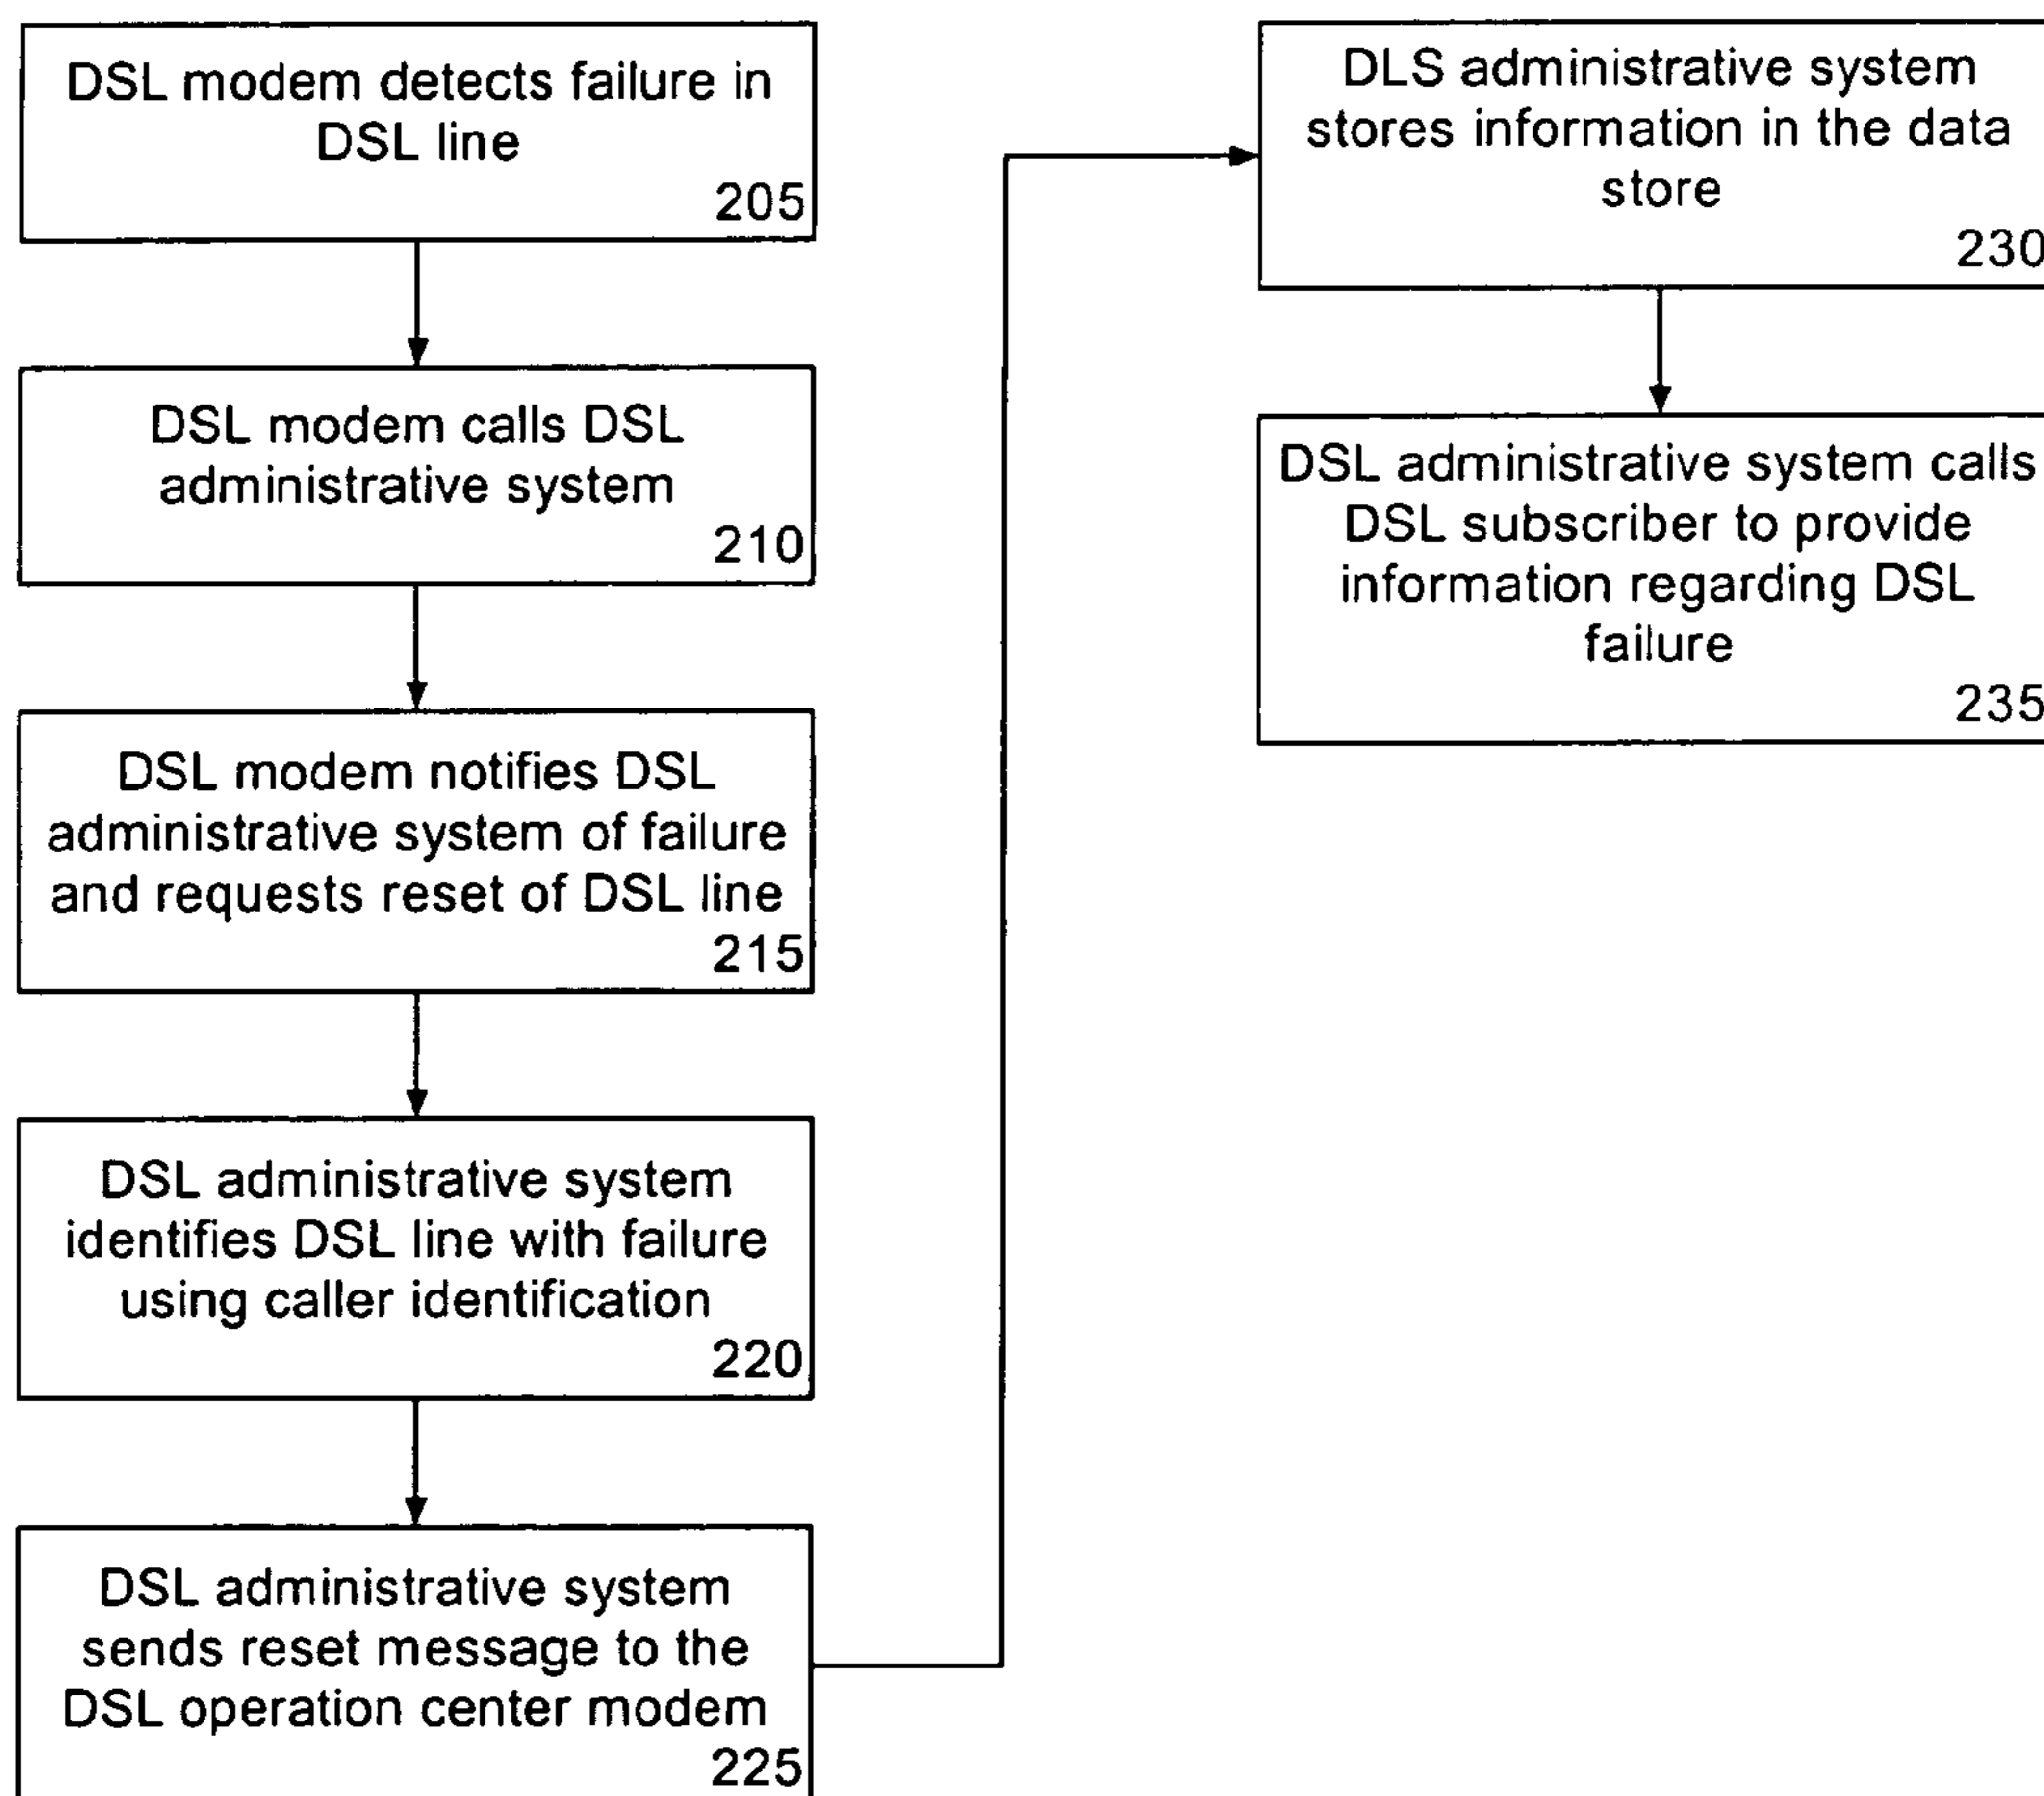 DSL modem detects failure in
DSL line
205
DSL modem calls DSL
administrative system
210
DSL modem notifies DSL
administrative system of failure
and requests reset of DSL line
215
DSL administrative system
identifies DSL line with failure
using caller identification
220
DSL administrative system
sends reset message to the
DSL operation center modem
225
DLS administrative system
stores information in the data
store
230
DSL administrative system calls
DSL subscriber to provide
information regarding DSL
failure
235